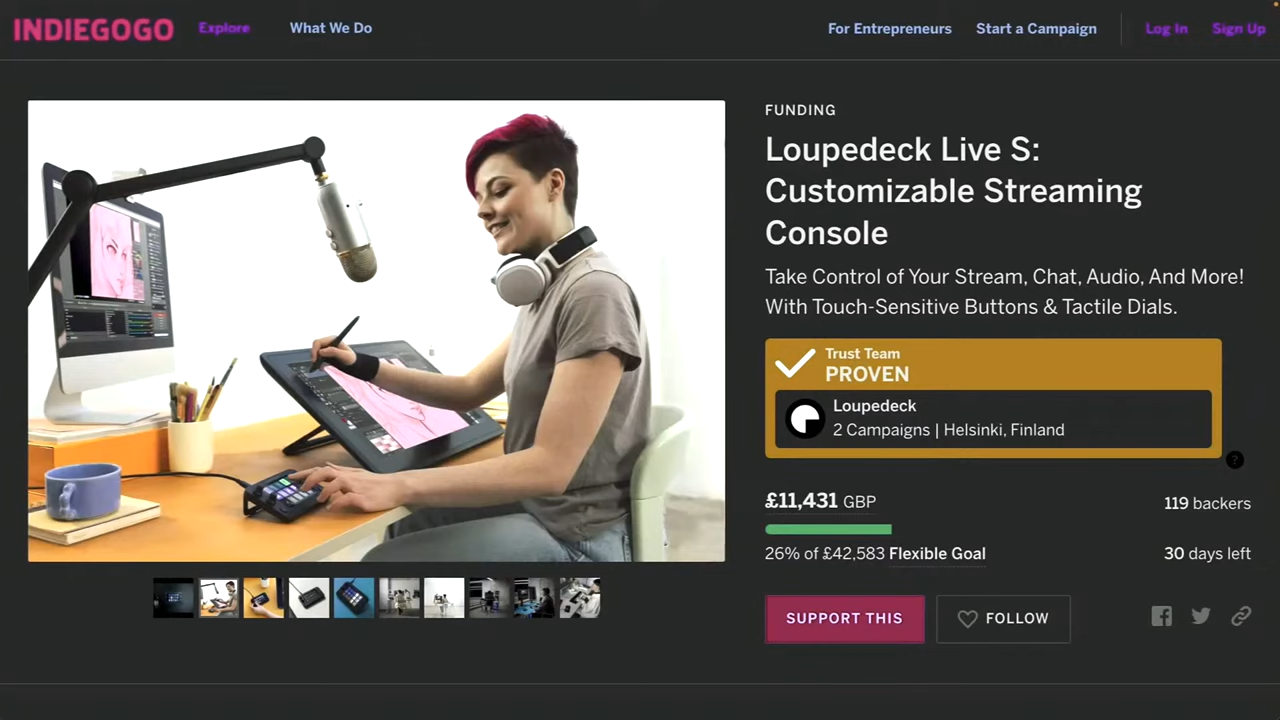 INDIEGOGO
Explore
What We Do
For Entrepreneurs
Start a Campaign
Log In
Sign Up
FUNDING
Loupedeck Live S:
Customizable Streaming
Console
Take Control of Your Stream, Chat, Audio, And More!
With Touch-Sensitive Buttons & Tactile Dials.
Trust Team
PROVEN
Loupedeck
2 Campaigns | Helsinki, Finland
?
£11,431 GBP
119 backers
26% of £42,583 Flexible Goal
30 days left
SUPPORT THIS
FOLLOW